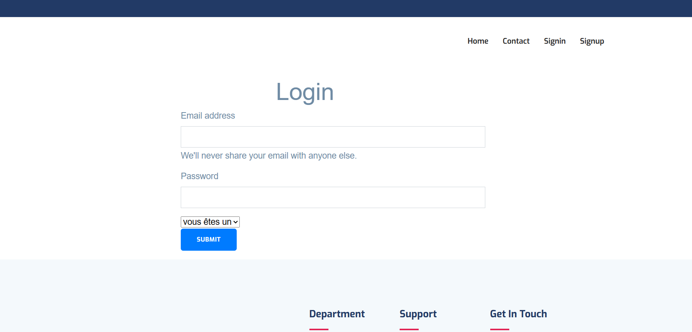 Home Contact Signin Signup
Login
Email address
We'll never share your email with anyone else.
Password
vous êtes un
SUBMIT
Department Support Get In Touch